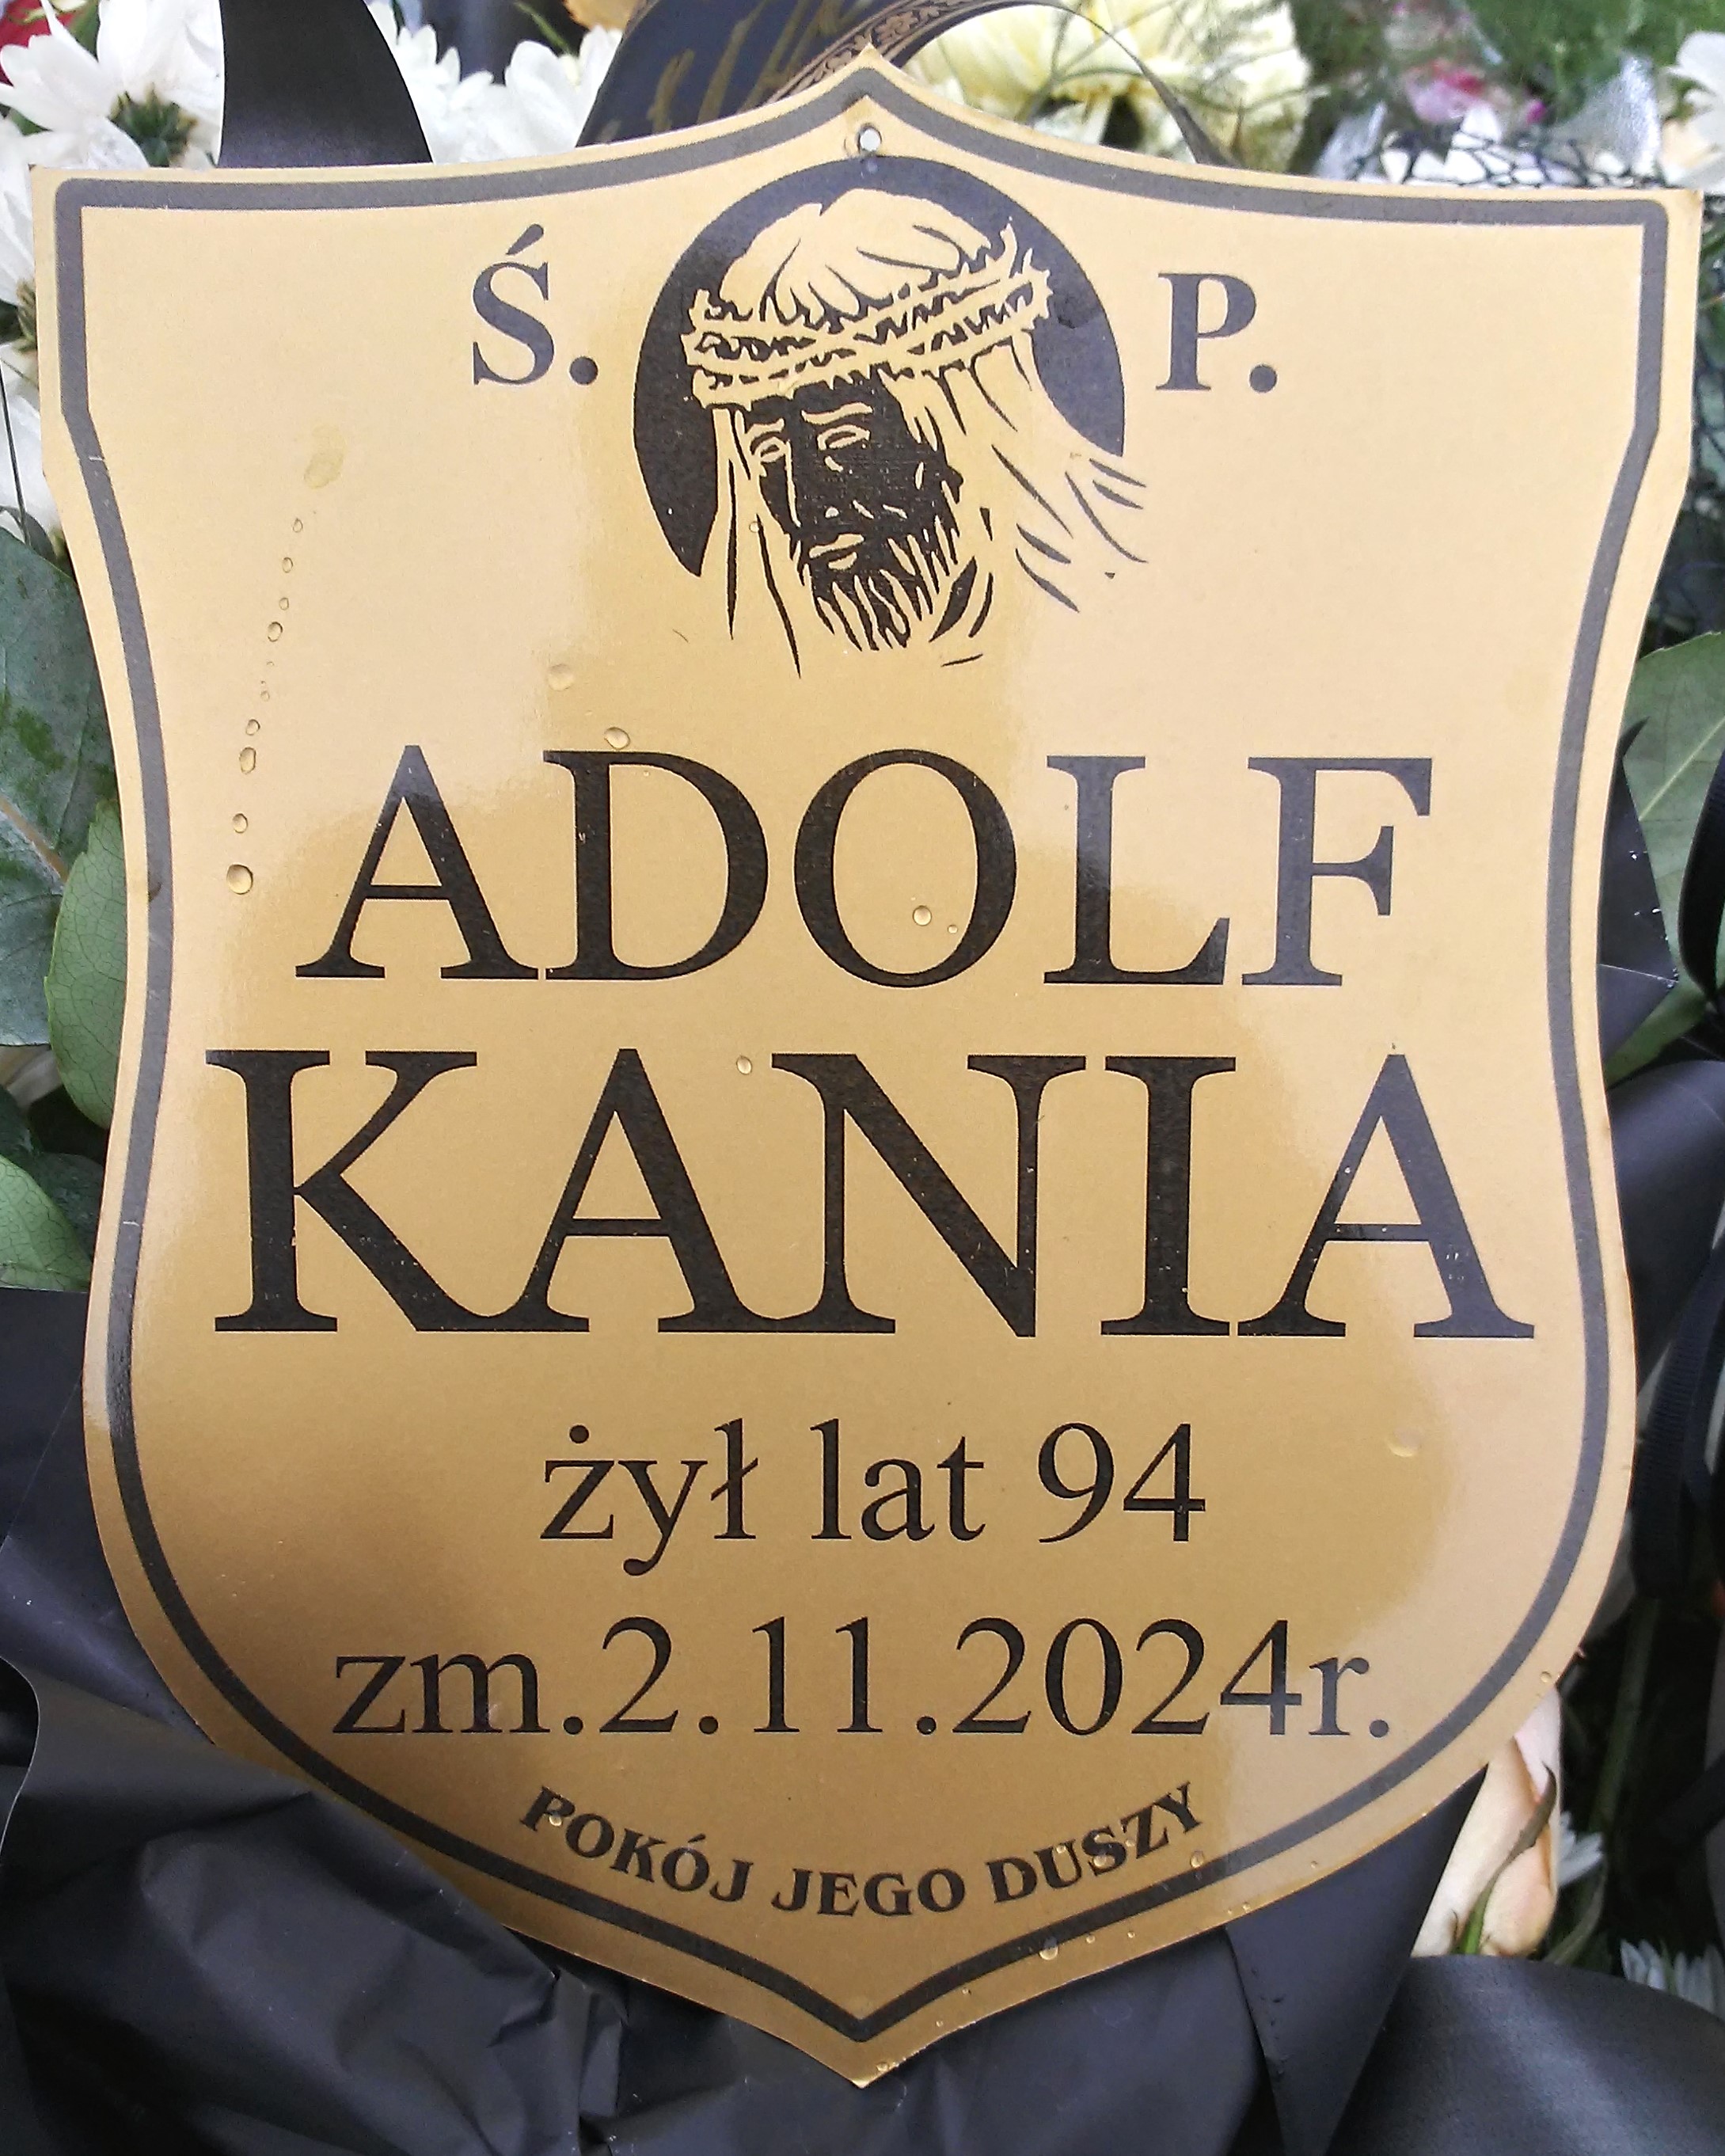 Ś. P.
ADOLF
KANIA
żył lat 94
zm.2.11.2024r.
POKÓJ JEGO DUSZY